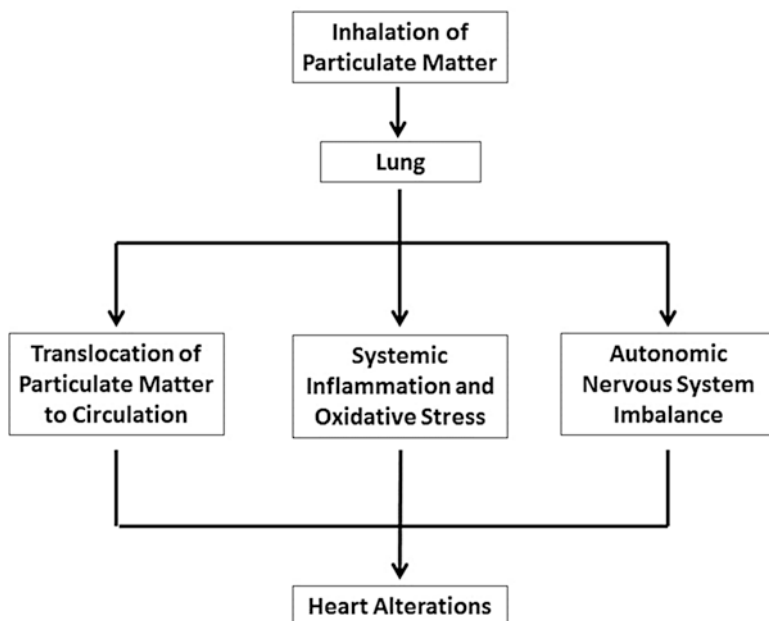 Inhalation of
Particulate Matter
Lung
Translocation of
Particulate Matter
to Circulation
Systemic
Inflammation and
Oxidative Stress
Autonomic
Nervous System
Imbalance
Heart Alterations